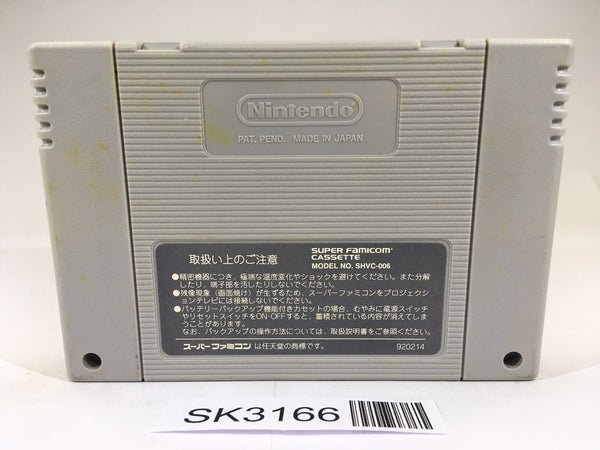 Nintendo
PAT. PEND. MADE IN JAPAN
取扱い上のご注意
SUPER FAMICOM
CASSETTE
MODEL NO. SHVC-006
●精密機器につき、極端な温度変化やショックを避けてください。また分解
したり、端子部を汚したりしないでください。
●残像現象(画面焼け)が生ずるため、スーパーファミコンをプロジェクシ
ョンテレビには接続しないでください。
●バッテリーバックアップ機能付きカセットの場合、むやみに電源スイッチ
やリセットスイッチをON-OFFすると、蓄積されている内容が消えてしま
うことがあります。
なお、バックアップの操作方法については、取扱説明書をご参照ください。
スーパーファミコンは任天堂の商標です。 920214
SK3166